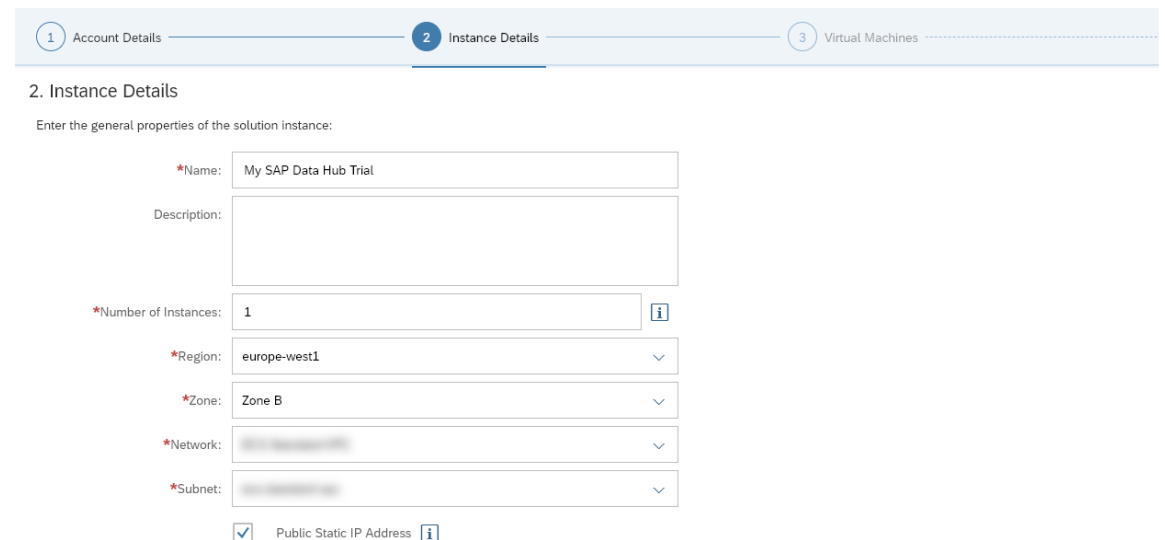 1 Account Details 2 Instance Details 3 Virtual Machines
2. Instance Details
Enter the general properties of the solution instance:
*Name: My SAP Data Hub Trial
Description:
*Number of Instances: 1 i
*Region: europe-west1
*Zone: Zone B
*Network:
*Subnet:
Public Static IP Address i